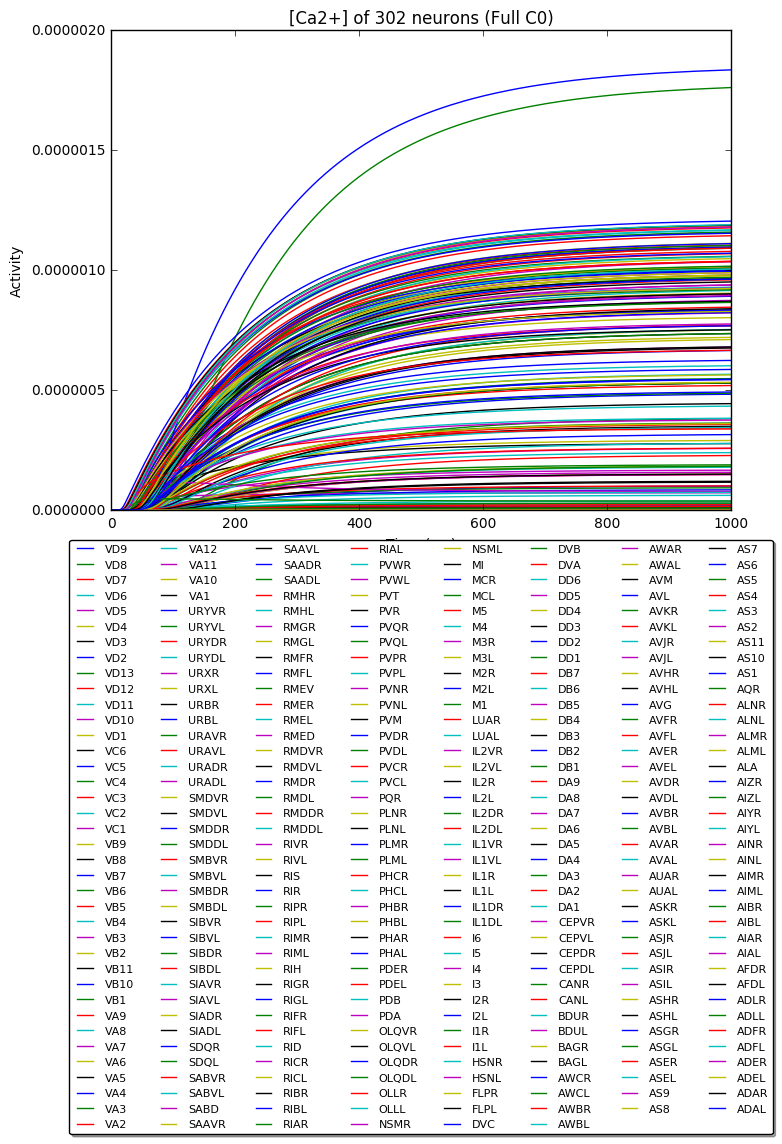 [Ca2+] of 302 neurons (Full C0)
0.0000020
0.0000015
0.0000010
0.0000005
0.0000000
Activity
0 200 400 600 800 1000
VD9 VA12 SAAVL RIAL NSML DVB AWAR AS7
VD8 VA11 SAADR PVWR MI DVA AWAL AS6
VD7 VA10 SAADL PVWL MCR DD6 AVM AS5
VD6 VA1 RMHR PVT MCL DD5 AVL AS4
VD5 URYVR RMHL PVR M5 DD4 AVKR AS3
VD4 URYVL RMGR PVQR M4 DD3 AVKL AS2
VD3 URYDR RMGL PVQL M3R DD2 AVJR AS11
VD2 URYDL RMFR PVPR M3L DD1 AVJL AS10
VD13 URXR RMFL PVPL M2R DB7 AVHR AS1
VD12 URXL RMEV PVNR M2L DB6 AVHL AQR
VD11 URBR RMER PVNL M1 DB5 AVG ALNR
VD10 URBL RMEL PVM LUAR DB4 AVFR ALNL
VD1 URAVR RMED PVDR LUAL DB3 AVFL ALMR
VC6 URAVL RMDVR PVDL IL2VR DB2 AVER ALML
VC5 URADR RMDVL PVCR IL2VL DB1 AVEL ALA
VC4 URADL RMDR PVCL IL2R DA9 AVDR AIZR
VC3 SMDVR RMDL PQR IL2L DA8 AVDL AIZL
VC2 SMDVL RMDDR PLNR IL2DR DA7 AVBR AIYR
VC1 SMDDR RMDDL PLNL IL2DL DA6 AVBL AIYL
VB9 SMDDL RIVR PLMR IL1VR DA5 AVAR AINR
VB8 SMBVR RIVL PLML IL1VL DA4 AVAL AINL
VB7 SMBVL RIS PHCR IL1R DA3 AUAR AIMR
VB6 SMBDR RIR PHCL IL1L DA2 AUAL AIML
VB5 SMBDL RIPR PHBR IL1DR DA1 ASKR AIBR
VB4 SIBVR RIPL PHBL IL1DL CEPVR ASKL AIBL
VB3 SIBVL RIMR PHAR I6 CEPVL ASJR AIAR
VB2 SIBDR RIML PHAL I5 CEPDR ASJL AIAL
VB11 SIBDL RIH PDER I4 CEPDL ASIR AFDR
VB10 SIAVR RIGR PDEL I3 CANR ASIL AFDL
VB1 SIAVL RIGL PDB I2R CANL ASHR ADLR
VA9 SIADR RIFR PDA I2L BDUR ASHL ADLL
VA8 SIADL RIFL OLQVR I1R BDUL ASGR ADFR
VA7 SDQR RID OLQVL I1L BAGR ASGL ADFL
VA6 SDQL RICR OLQDR HSNR BAGL ASER ADER
VA5 SABVR RICL OLQDL HSNL AWCR ASEL ADEL
VA4 SABVL RIBR OLLR FLPR AWCL AS9 ADAR
VA3 SABD RIBL OLLL FLPL AWBR AS8 ADAL
VA2 SAAVR RIAR NSMR DVC AWBL